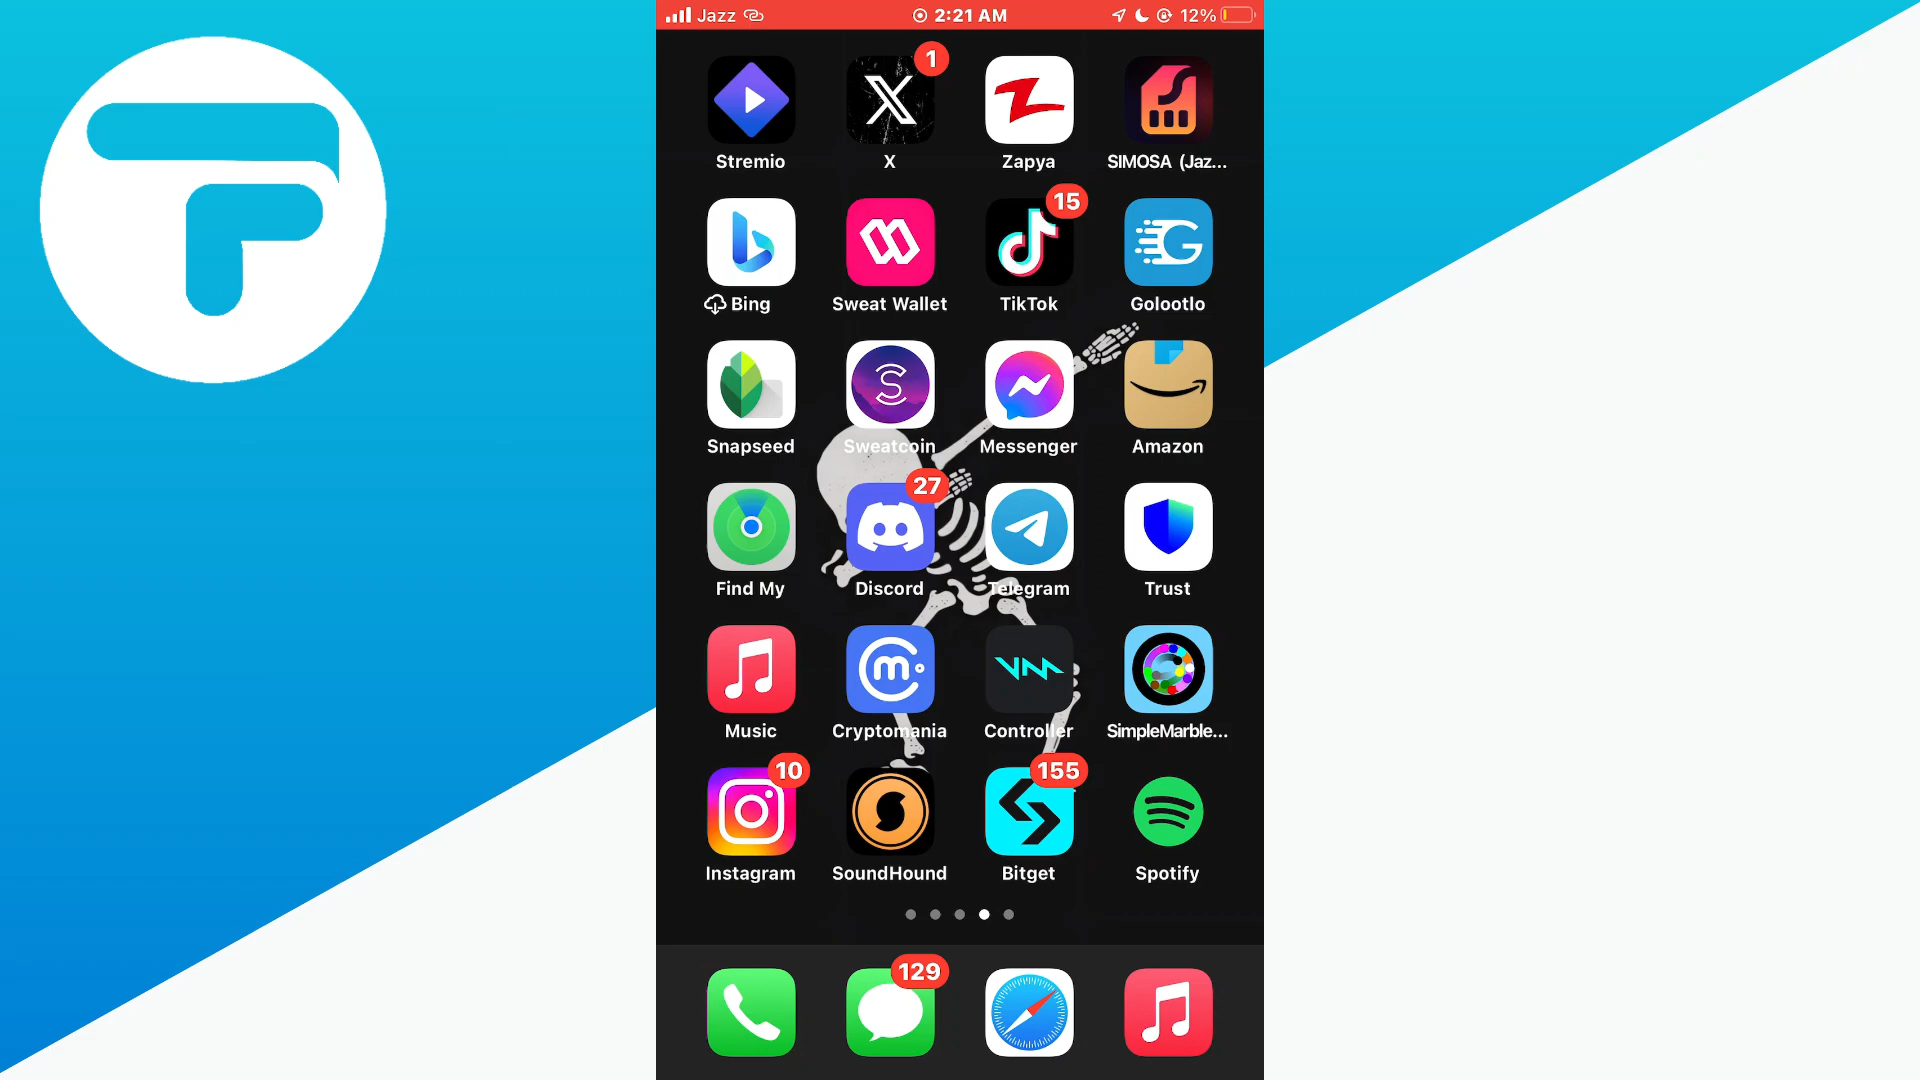 Jazz 2:21 AM 12%
1
Stremio X Zapya SIMOSA (Jaz...
15
Bing Sweat Wallet TikTok Golootlo
Snapseed Sweatcoin Messenger Amazon
27
Find My Discord Telegram Trust
Music Cryptomania Controller SimpleMarble...
10 155
Instagram SoundHound Bitget Spotify
129